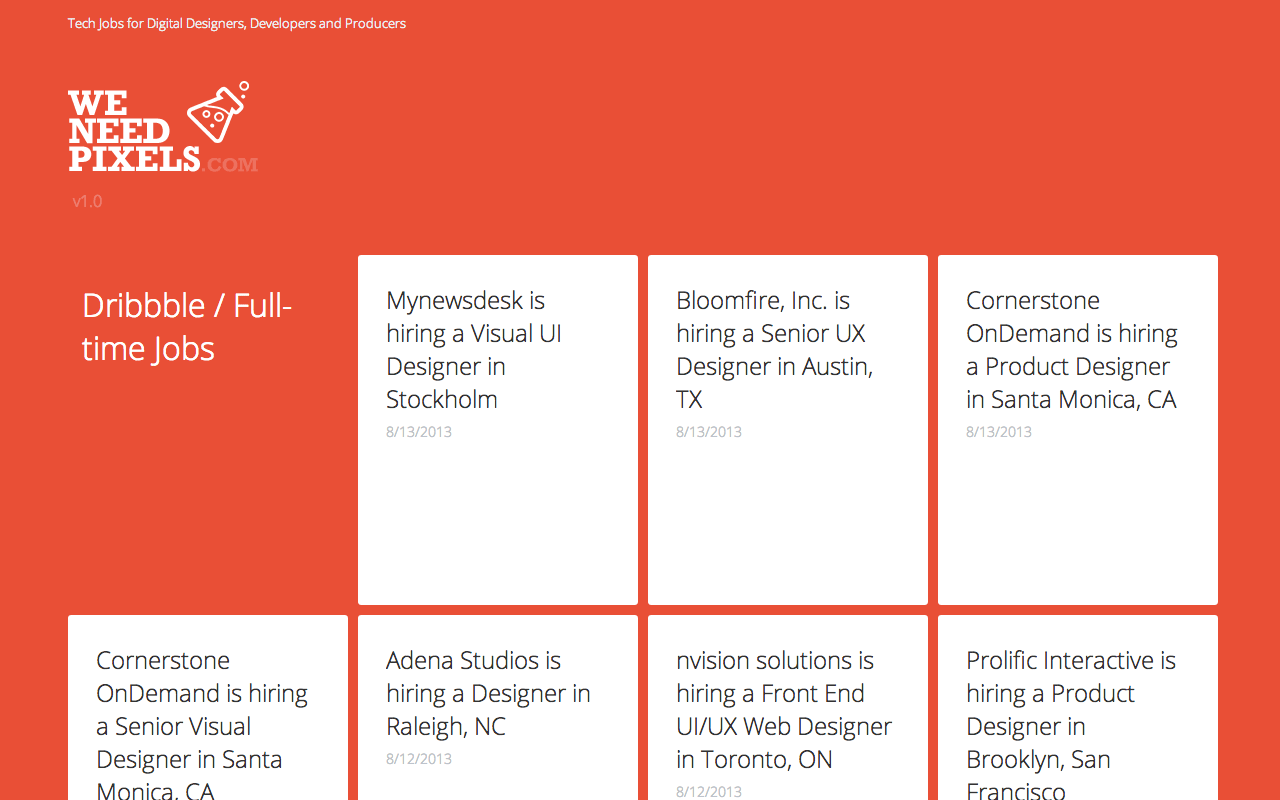 Tech Jobs for Digital Designers, Developers and Producers
WE
NEED
PIXELS.COM
v1.0
Dribbble / Full-
time Jobs
Mynewsdesk is
hiring a Visual UI
Designer in
Stockholm
8/13/2013
Bloomfire, Inc. is
hiring a Senior UX
Designer in Austin,
TX
8/13/2013
Cornerstone
OnDemand is hiring
a Product Designer
in Santa Monica, CA
8/13/2013
Cornerstone
OnDemand is hiring
a Senior Visual
Designer in Santa
Monica, CA
Adena Studios is
hiring a Designer in
Raleigh, NC
8/12/2013
nvision solutions is
hiring a Front End
UI/UX Web Designer
in Toronto, ON
8/12/2013
Prolific Interactive is
hiring a Product
Designer in
Brooklyn, San
Francisco